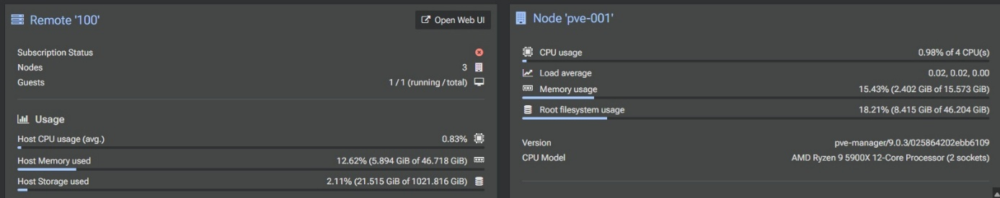 Remote '100'
Open Web UI
Subscription Status
Nodes 3
Guests 1 / 1 (running / total)
Usage
Host CPU usage (avg.) 0.83%
Host Memory used 12.62% (5.894 GiB of 46.718 GiB)
Host Storage used 2.11% (21.515 GiB of 1021.816 GiB)
Node 'pve-001'
CPU usage 0.98% of 4 CPU(s)
Load average 0.02, 0.02, 0.00
Memory usage 15.43% (2.402 GiB of 15.573 GiB)
Root filesystem usage 18.21% (8.415 GiB of 46.204 GiB)
Version pve-manager/9.0.3/025864202ebb6109
CPU Model AMD Ryzen 9 5900X 12-Core Processor (2 sockets)